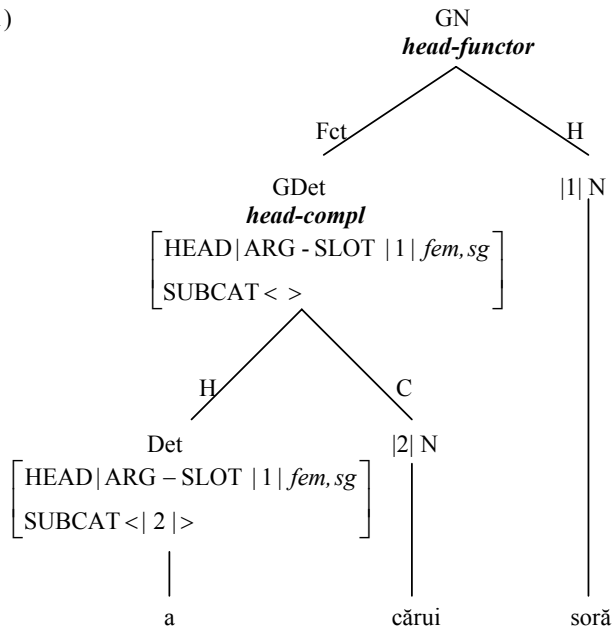 )
GN
head-functor
Fct H
GDet |1| N
head-compl
HEAD|ARG - SLOT |1| fem, sg
SUBCAT < >
H C
Det |2| N
HEAD|ARG – SLOT |1| fem, sg
SUBCAT <| 2 |>
a cărui soră